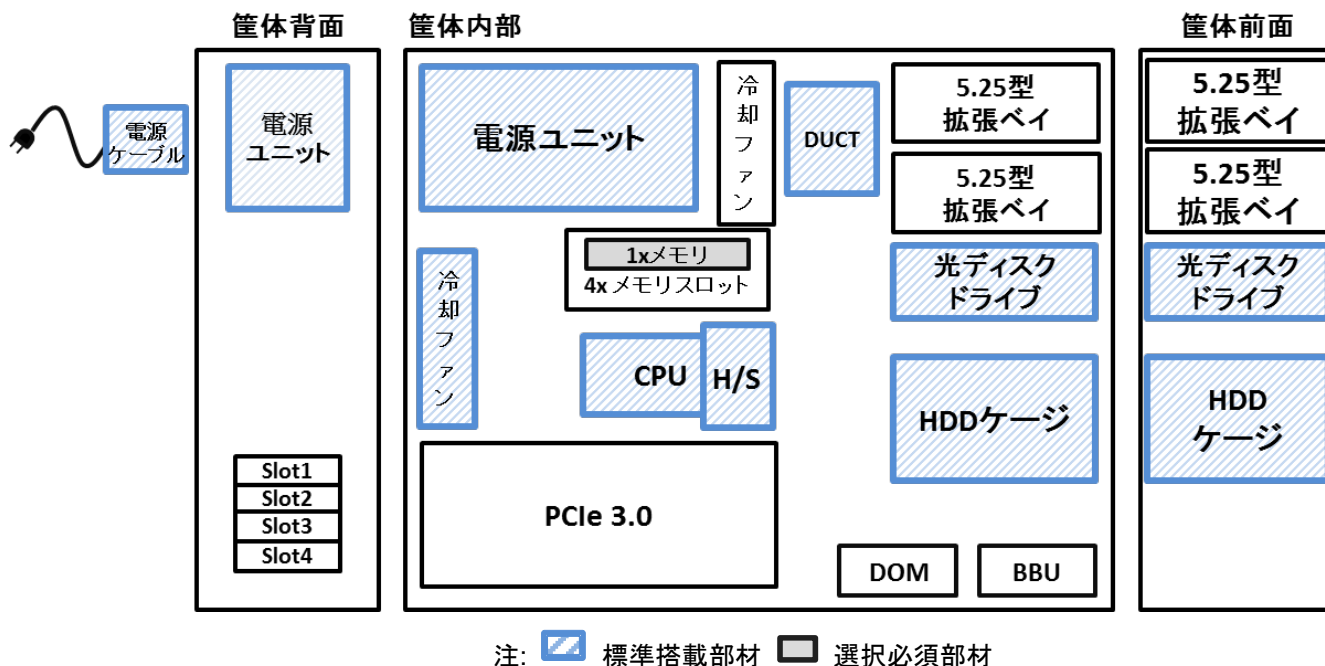 筐体背面
電源
ケーブル
電源
ユニット
Slot1
Slot2
Slot3
Slot4
筐体内部
電源ユニット
冷却ファン
DUCT
5.25型
拡張ベイ
5.25型
拡張ベイ
1xメモリ
4xメモリスロット
冷却ファン
光ディスク
ドライブ
CPU
H/S
HDDケージ
PCIe 3.0
DOM
BBU
筐体前面
5.25型
拡張ベイ
5.25型
拡張ベイ
光ディスク
ドライブ
HDD
ケージ
注: 標準搭載部材 選択必須部材